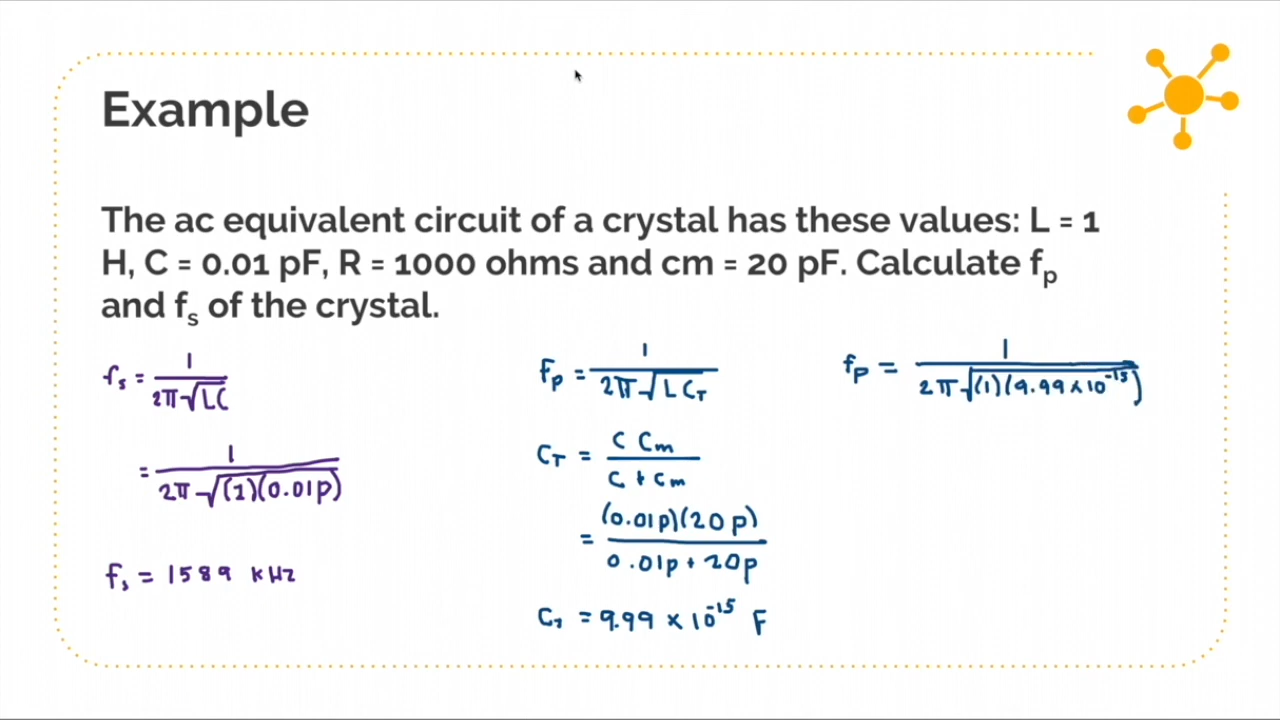 Example
The ac equivalent circuit of a crystal has these values: L = 1
H, C = 0.01 pF, R = 1000 ohms and cm = 20 pF. Calculate fp
and fs of the crystal.
fs = 1 / 2π√LC
= 1 / 2π√(1)(0.01p)
fs = 1589 kHz
Fp = 1 / 2π√LCT
CT = C Cm / C + Cm
= (0.01p)(20p) / 0.01p + 20p
CT = 9.99 × 10^-15 F
fp = 1 / 2π√(1)(9.99×10^-15)